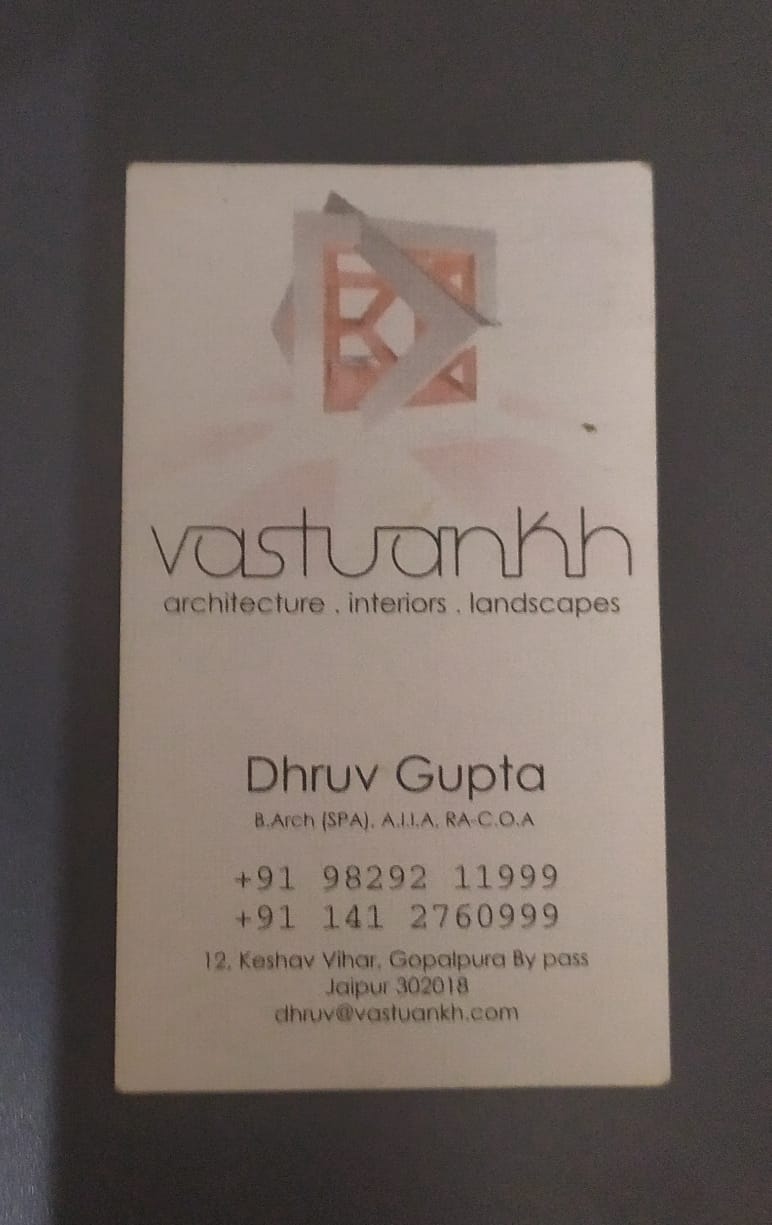 vastuankh
architecture . interiors . landscapes
Dhruv Gupta
B.Arch (SPA), A.I.I.A, RA-C.O.A
+91 98292 11999
+91 141 2760999
12, Keshav Vihar, Gopalpura By pass
Jaipur 302018
dhruv@vastuankh.com